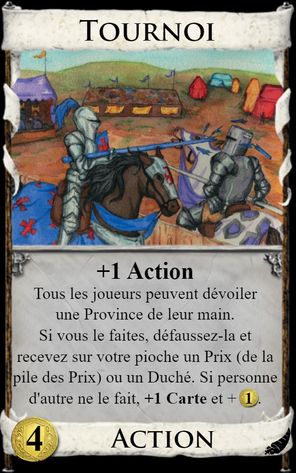 TOURNOI
+1 Action
Tous les joueurs peuvent dévoiler
une Province de leur main.
Si vous le faites, défaussez-la et
recevez sur votre pioche un Prix (de la
pile des Prix) ou un Duché. Si personne
d'autre ne le fait, +1 Carte et + 1.
4
ACTION